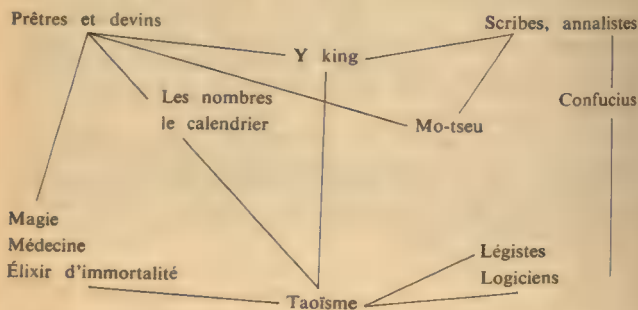 Prêtres et devins
Scribes, annalistes
Y king
Les nombres
le calendrier
Confucius
Mo-tseu
Magie
Médecine
Élixir d'immortalité
Légistes
Logiciens
Taoïsme